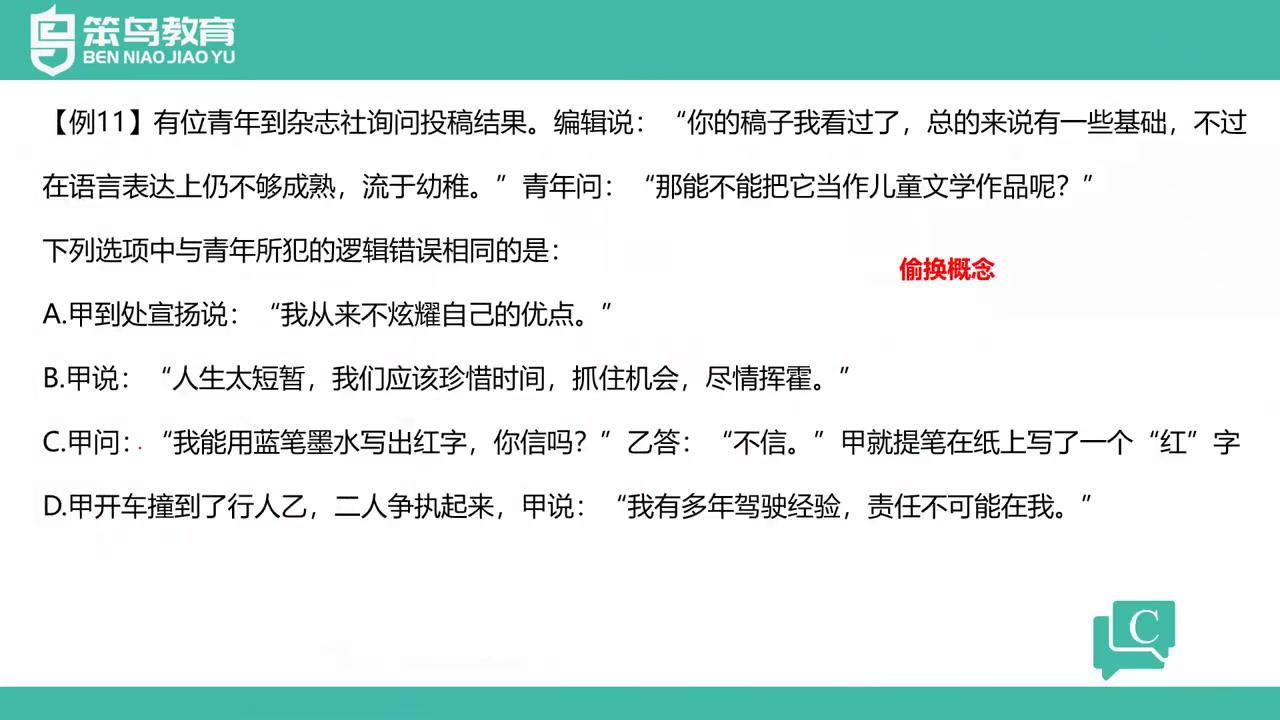 笨鸟教育
BEN NIAO JIAO YU
【例11】有位青年到杂志社询问投稿结果。编辑说：“你的稿子我看过了，总的来说有一些基础，不过
在语言表达上仍不够成熟，流于幼稚。”青年问：“那能不能把它当作儿童文学作品呢？”
下列选项中与青年所犯的逻辑错误相同的是：
偷换概念
A.甲到处宣扬说：“我从来不炫耀自己的优点。”
B.甲说：“人生太短暂，我们应该珍惜时间，抓住机会，尽情挥霍。”
C.甲问：“我能用蓝笔墨水写出红字，你信吗？”乙答：“不信。”甲就提笔在纸上写了一个“红”字
D.甲开车撞到了行人乙，二人争执起来，甲说：“我有多年驾驶经验，责任不可能在我。”
C